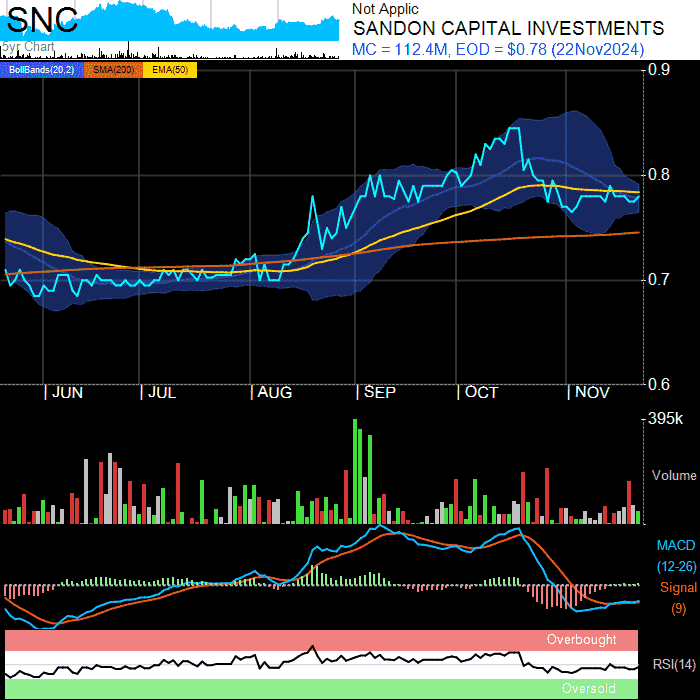 SNC
5yr Chart
Not Applic
SANDON CAPITAL INVESTMENTS
MC = 112.4M, EOD = $0.78 (22Nov2024)
BollBands(20,2) SMA(200) EMA(50)
0.9
0.8
0.7
0.6
JUN JUL AUG SEP OCT NOV
395k
Volume
MACD
(12-26)
Signal
(9)
Overbought
RSI(14)
Oversold